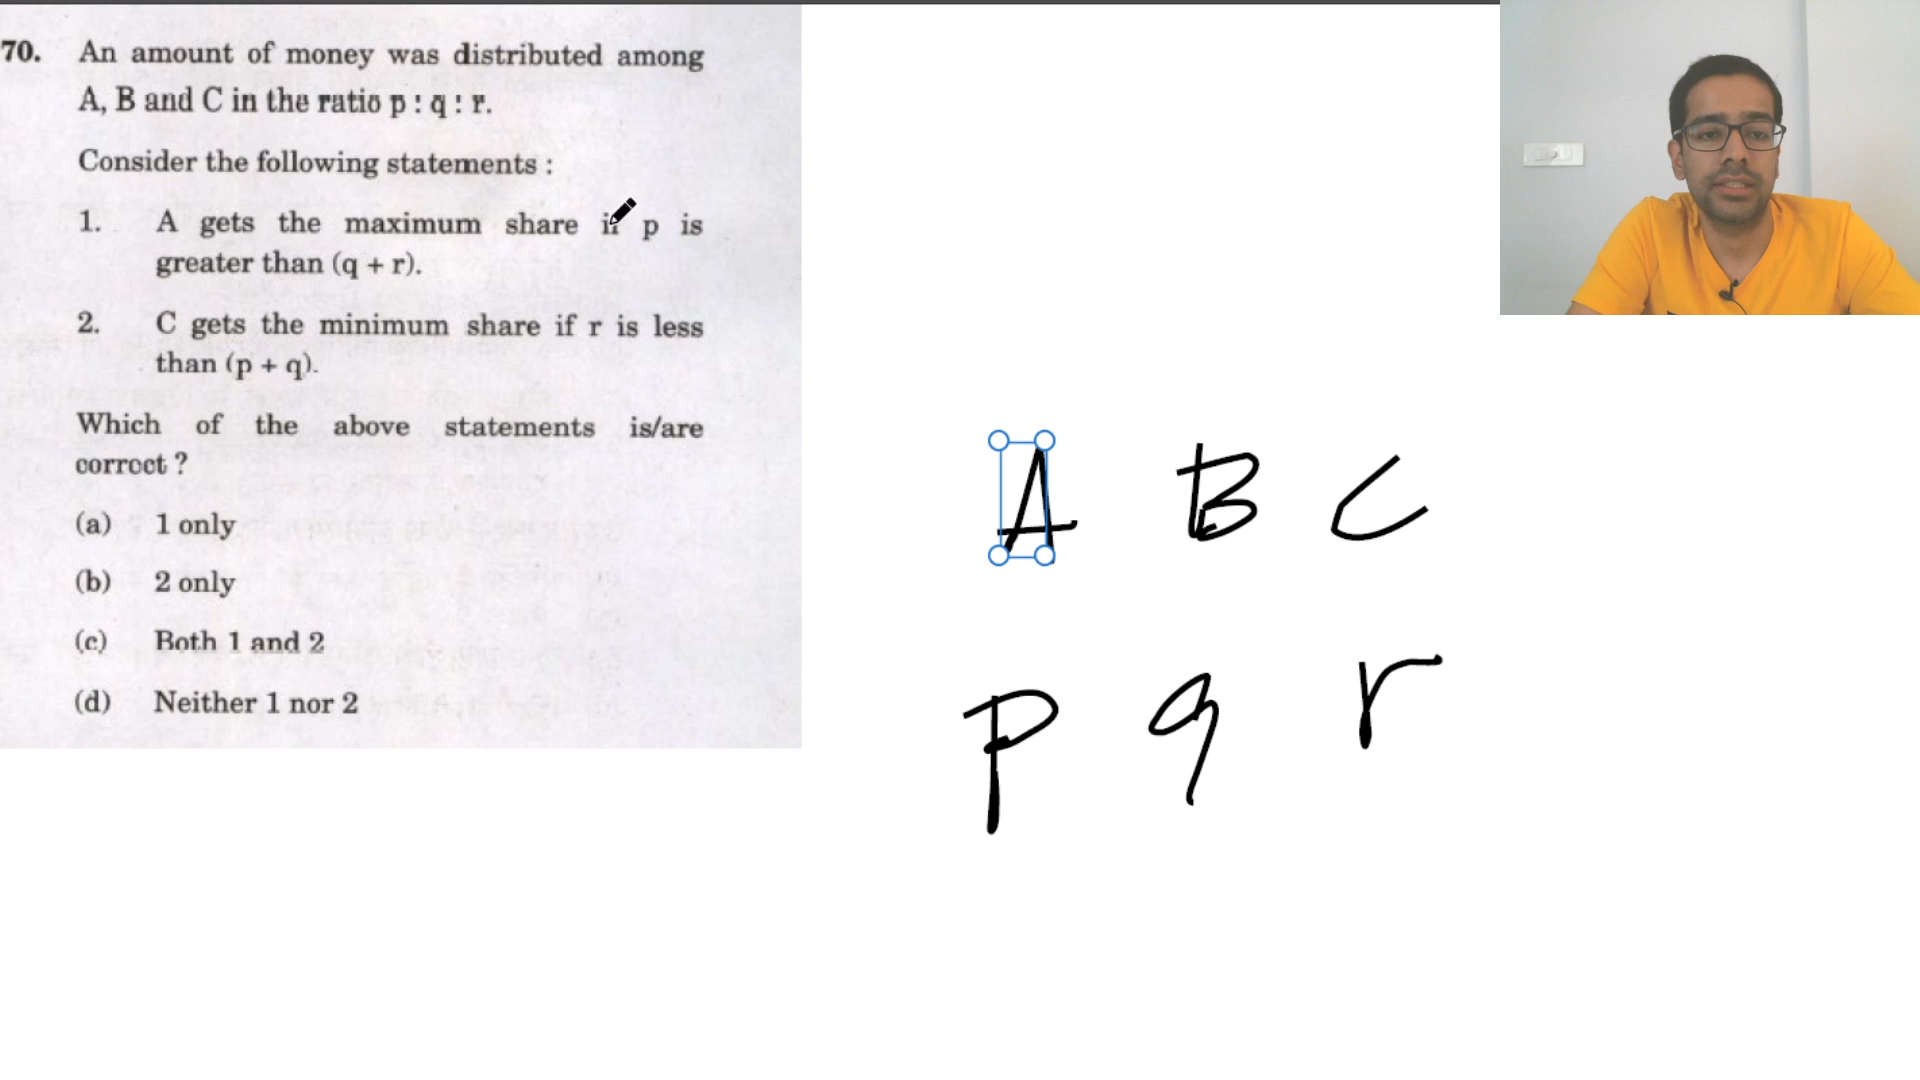 70. An amount of money was distributed among
A, B and C in the ratio p : q : r.
Consider the following statements :
1. A gets the maximum share if p is
greater than (q + r).
2. C gets the minimum share if r is less
than (p + q).
Which of the above statements is/are
correct ?
(a) 1 only
(b) 2 only
(c) Both 1 and 2
(d) Neither 1 nor 2
A B C
p q r